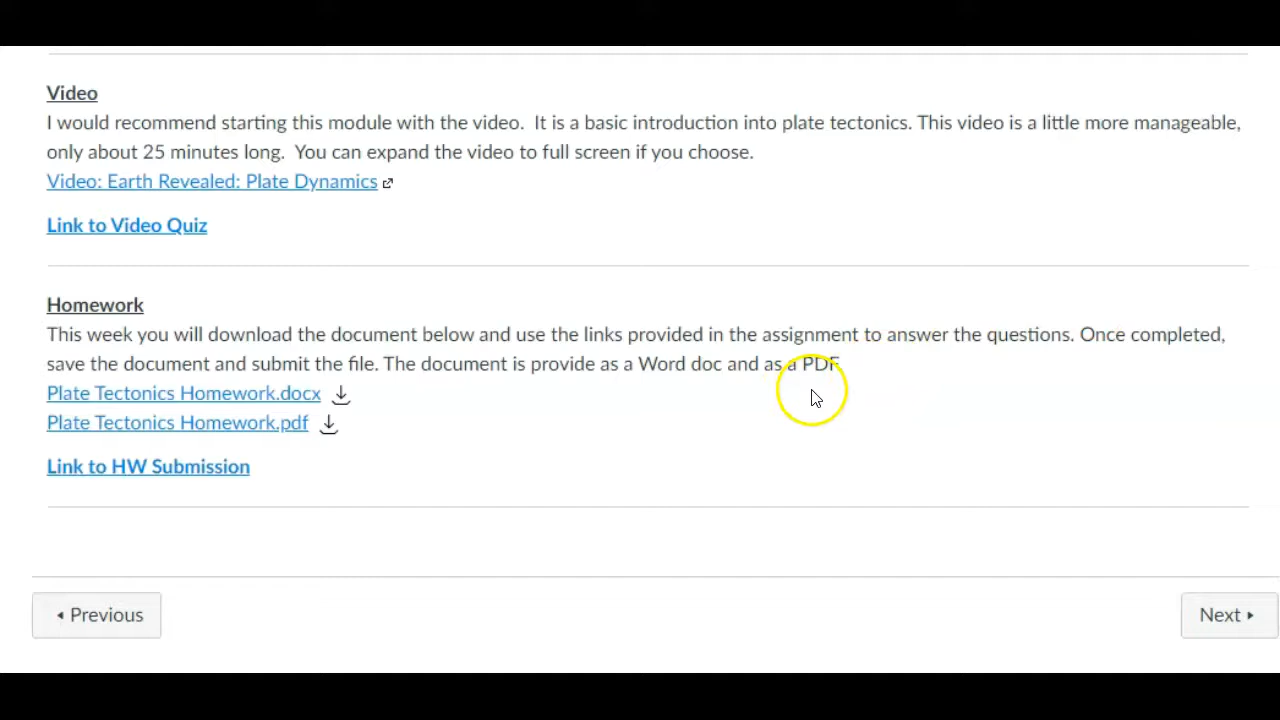 Video
I would recommend starting this module with the video. It is a basic introduction into plate tectonics. This video is a little more manageable,
only about 25 minutes long. You can expand the video to full screen if you choose.
Video: Earth Revealed: Plate Dynamics
Link to Video Quiz
Homework
This week you will download the document below and use the links provided in the assignment to answer the questions. Once completed,
save the document and submit the file. The document is provide as a Word doc and as a PDF.
Plate Tectonics Homework.docx
Plate Tectonics Homework.pdf
Link to HW Submission
Previous
Next